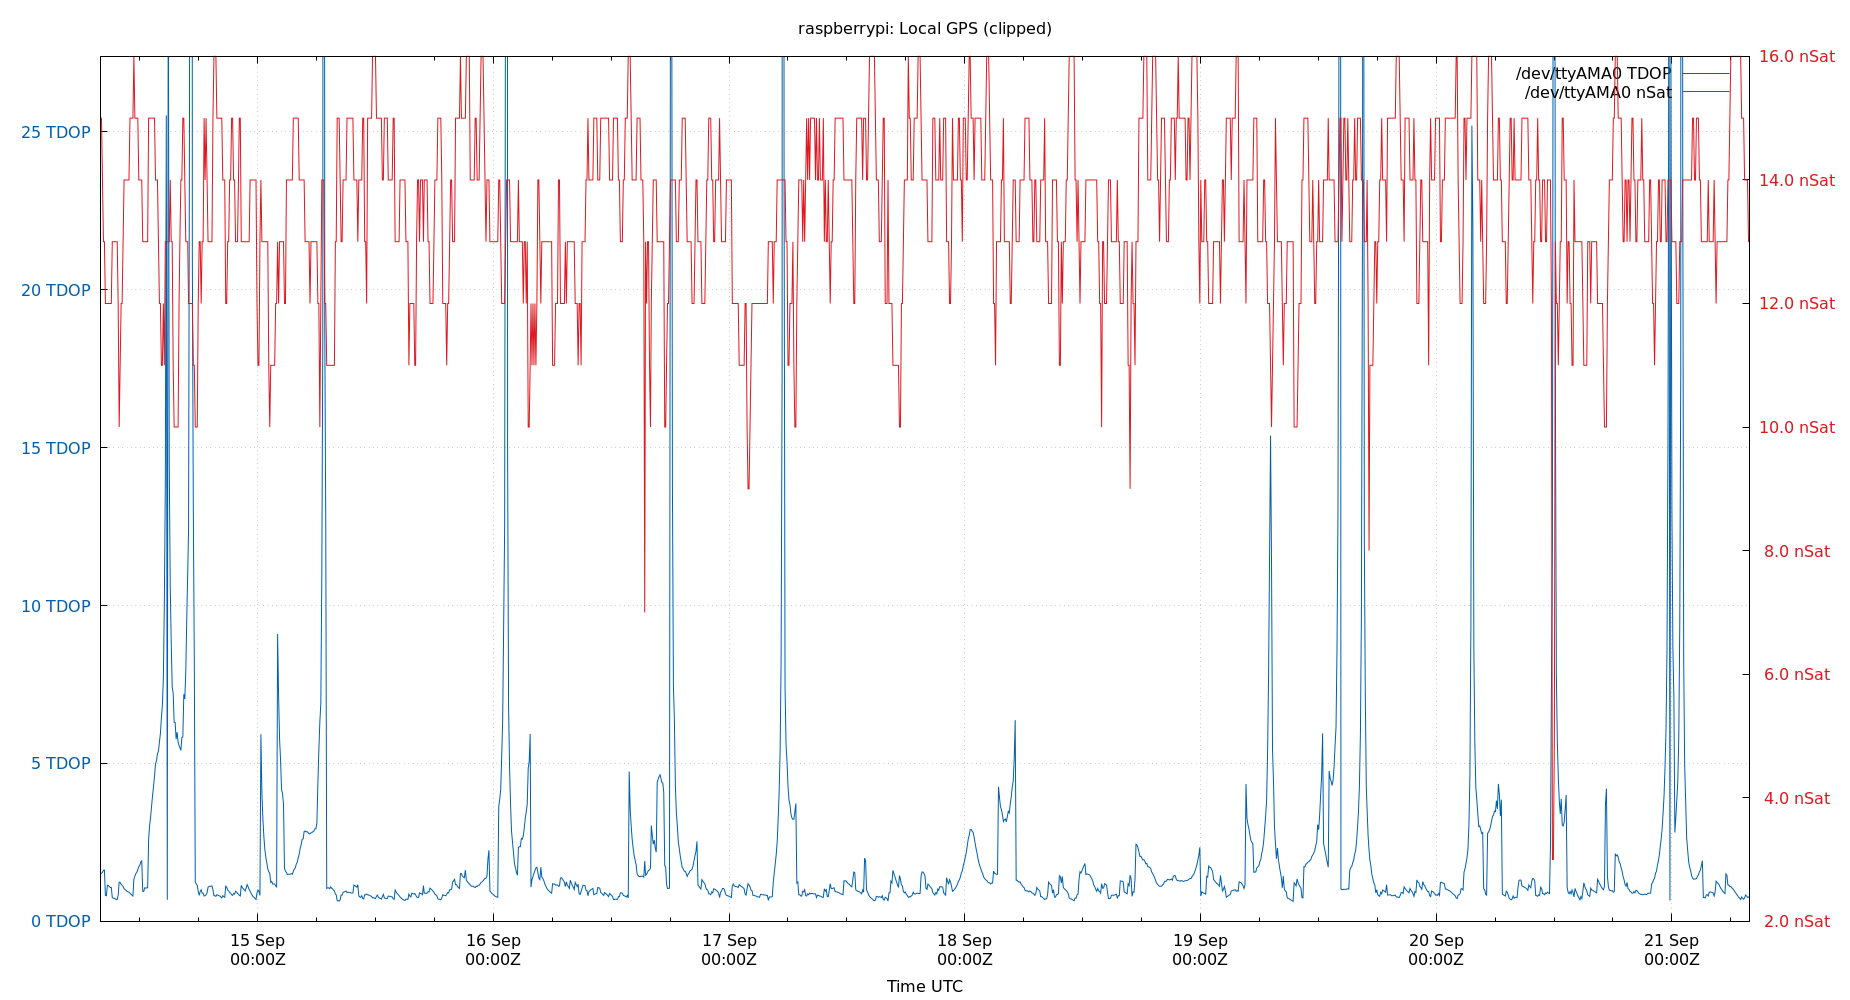 raspberrypi: Local GPS (clipped)
16.0 nSat
/dev/ttyAMA0 TDOP
/dev/ttyAMA0 nSat
25 TDOP
14.0 nSat
20 TDOP
12.0 nSat
15 TDOP
10.0 nSat
8.0 nSat
10 TDOP
6.0 nSat
5 TDOP
4.0 nSat
0 TDOP
2.0 nSat
15 Sep 16 Sep 17 Sep 18 Sep 19 Sep 20 Sep 21 Sep
00:00Z 00:00Z 00:00Z 00:00Z 00:00Z 00:00Z 00:00Z
Time UTC